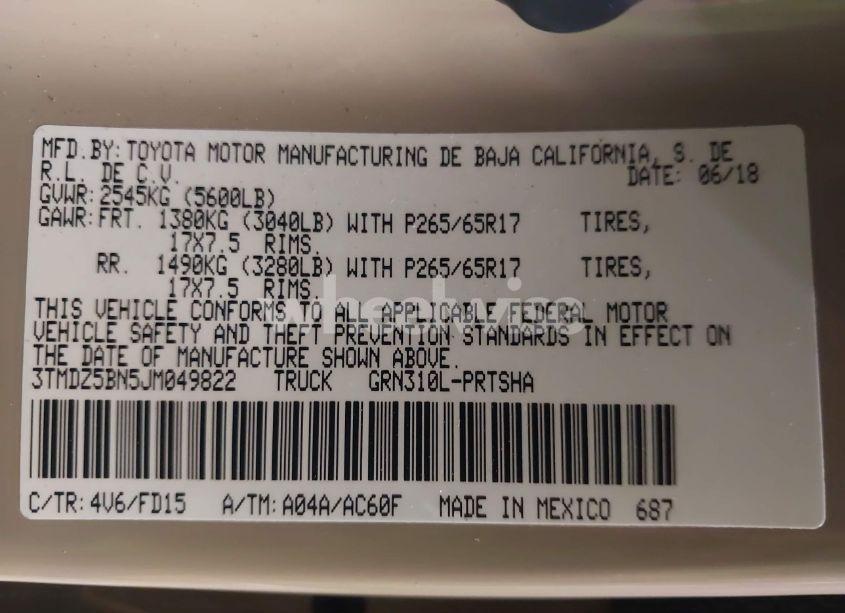 MFD.BY: TOYOTA MOTOR MANUFACTURING DE BAJA CALIFORNIA, S. DE
R.L. DE C.V. DATE: 06/18
GVWR: 2545KG (5600LB)
GAWR: FRT. 1380KG (3040LB) WITH P265/65R17 TIRES,
17X7.5 RIMS.
RR. 1490KG (3280LB) WITH P265/65R17 TIRES,
17X7.5 RIMS.
THIS VEHICLE CONFORMS TO ALL APPLICABLE FEDERAL MOTOR
VEHICLE SAFETY AND THEFT PREVENTION STANDARDS IN EFFECT ON
THE DATE OF MANUFACTURE SHOWN ABOVE.
3TMDZ5BN5JM049822 TRUCK GRN310L-PRTSHA
C/TR: 4V6/FD15 A/TM: A04A/AC60F MADE IN MEXICO 687